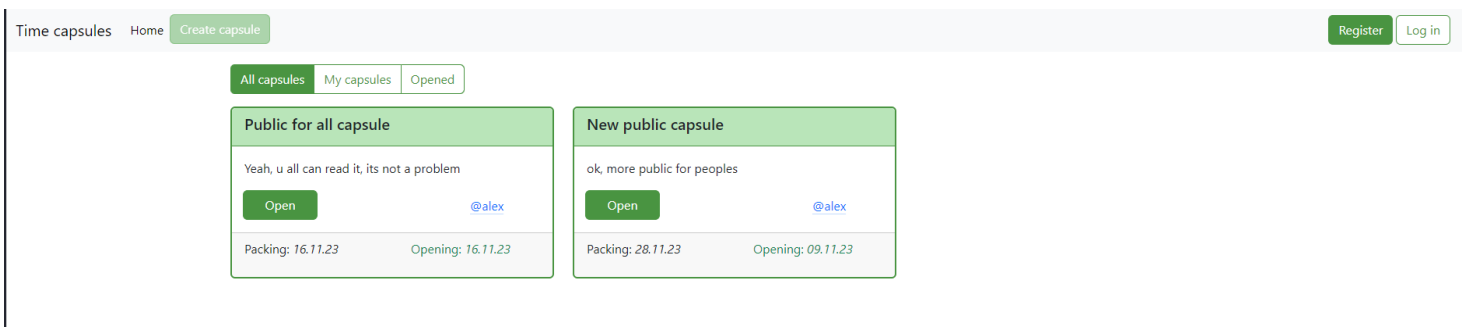 Time capsules Home Create capsule Register Log in
All capsules My capsules Opened
Public for all capsule
Yeah, u all can read it, its not a problem
Open @alex
Packing: 16.11.23 Opening: 16.11.23
New public capsule
ok, more public for peoples
Open @alex
Packing: 28.11.23 Opening: 09.11.23